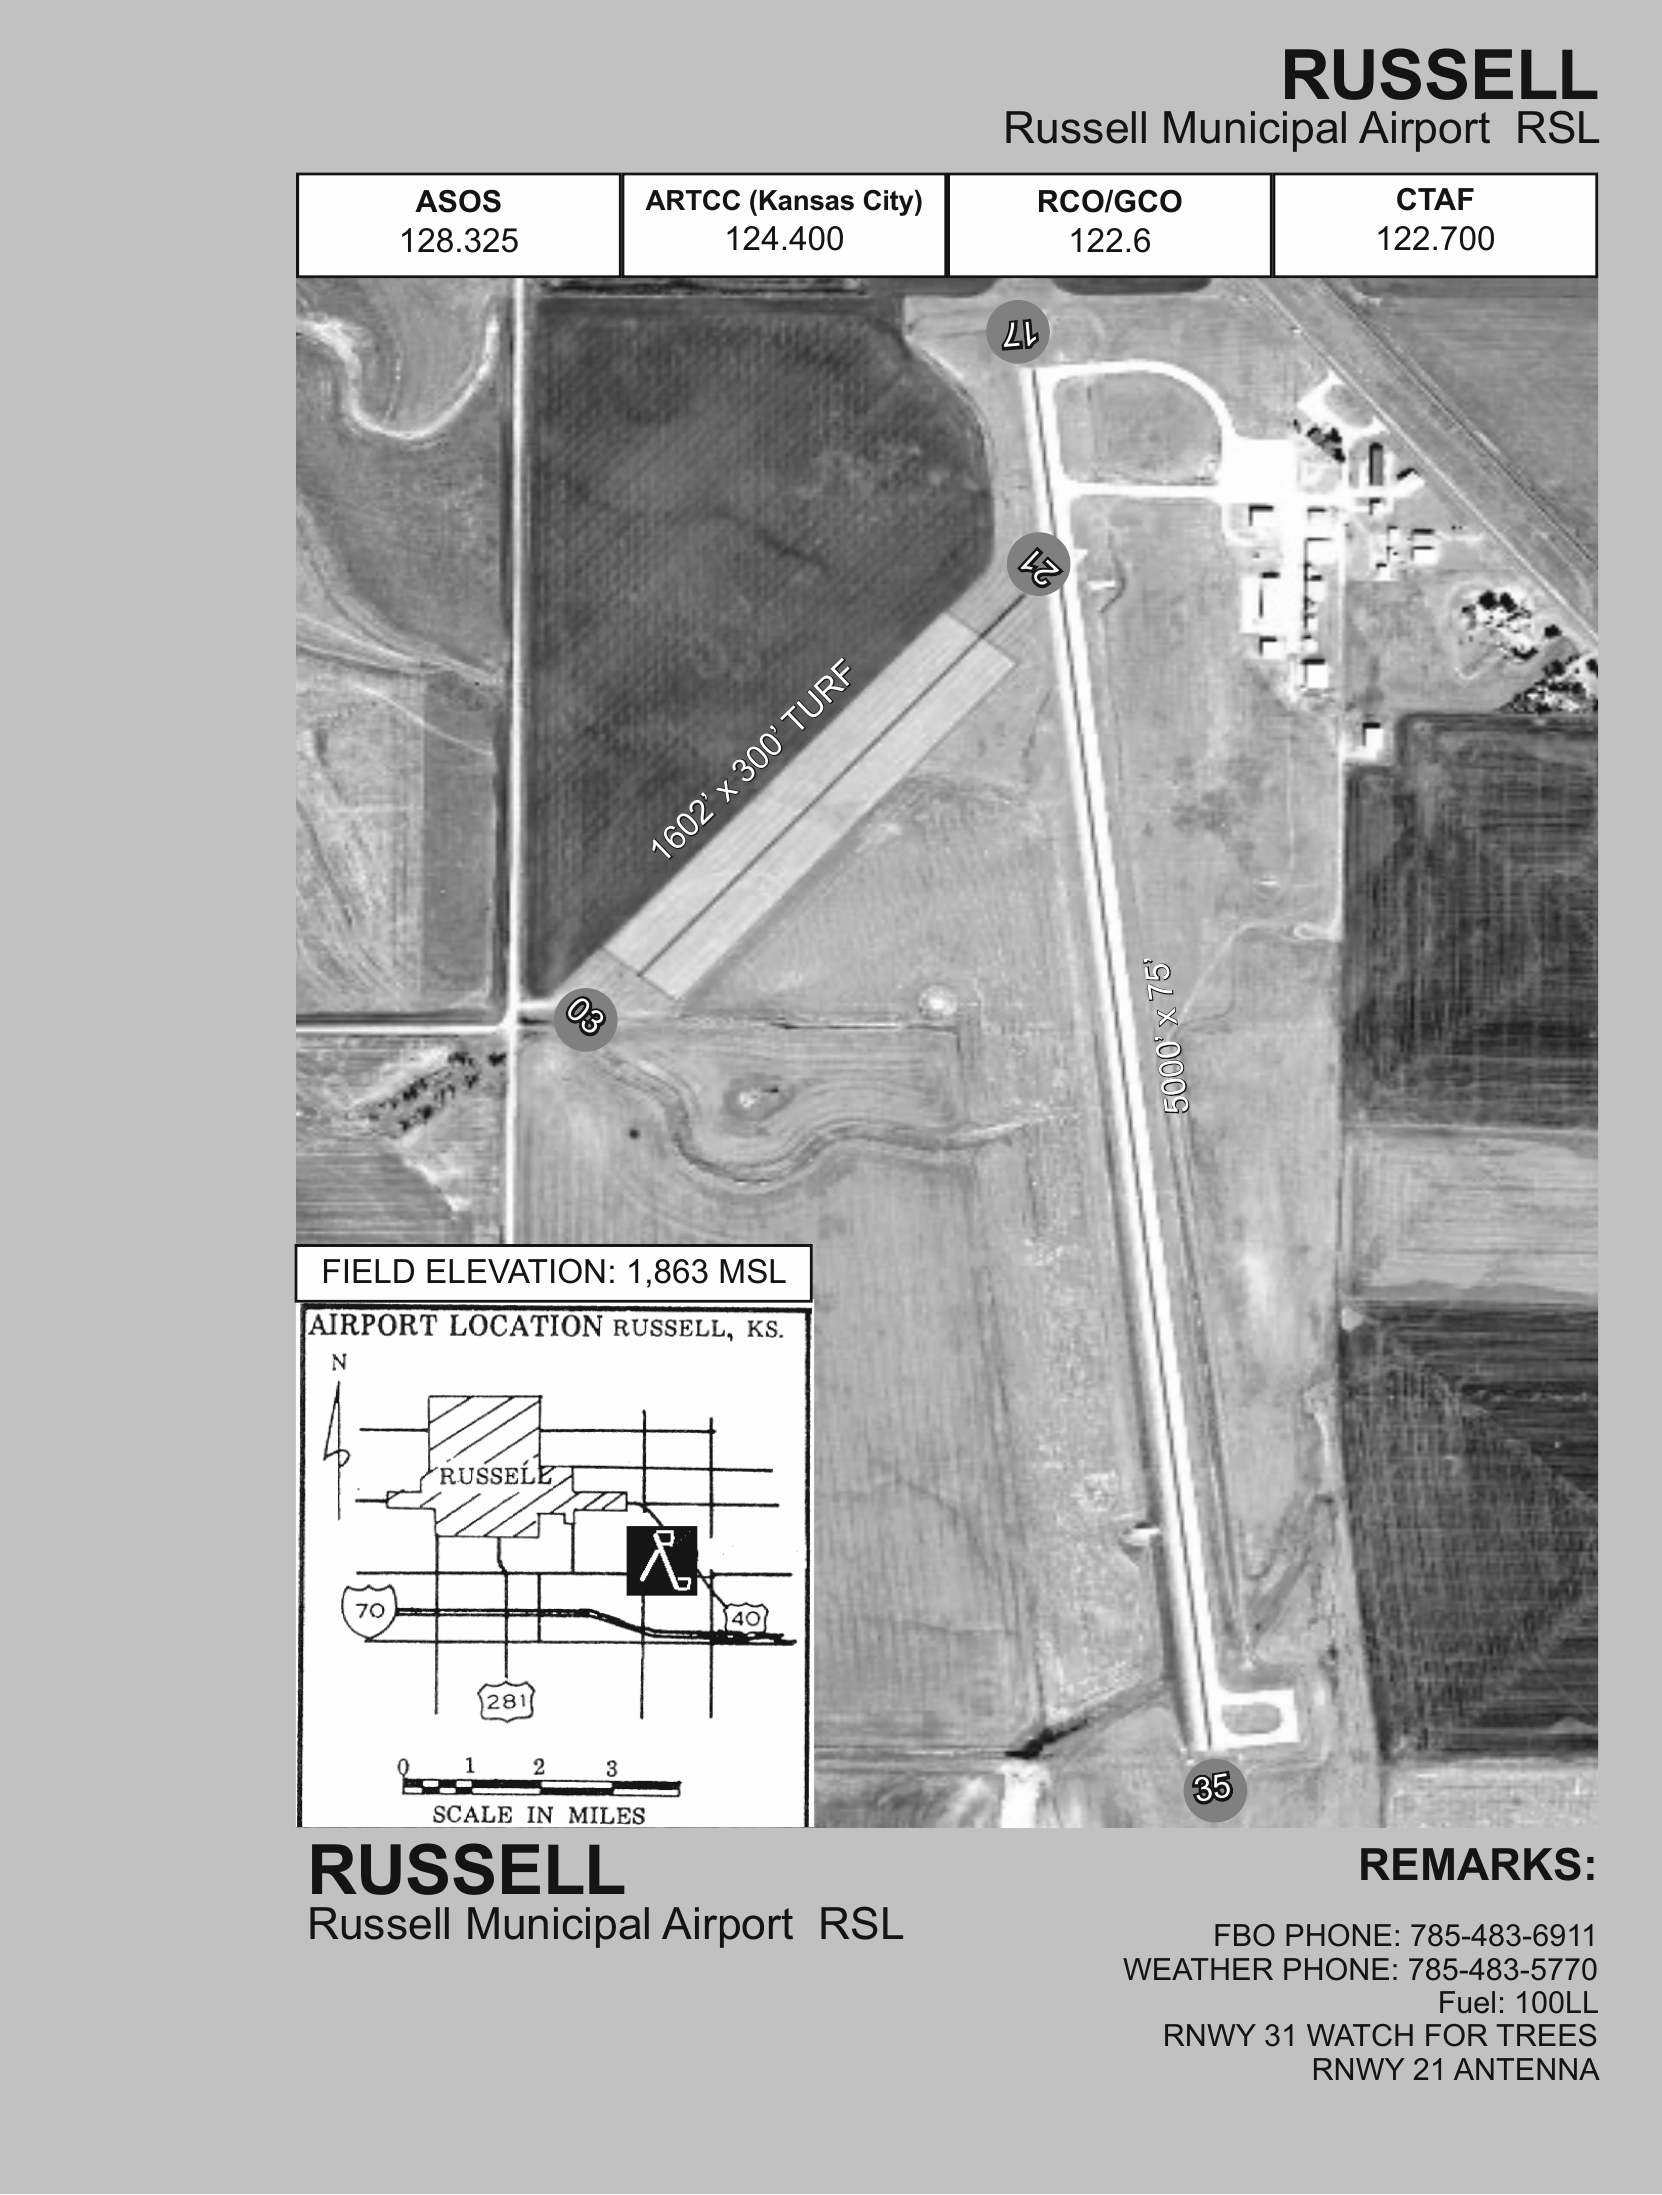 RUSSELL
Russell Municipal Airport  RSL
ASOS
128.325
ARTCC (Kansas City)
124.400
RCO/GCO
122.6
CTAF
122.700
17
21
1602' x 300' TURF
03
5000' x 75'
35
FIELD ELEVATION: 1,863 MSL
AIRPORT LOCATION RUSSELL, KS.
N
RUSSELL
70
40
281
0 1 2 3
SCALE IN MILES
RUSSELL
Russell Municipal Airport  RSL
REMARKS:
FBO PHONE: 785-483-6911
WEATHER PHONE: 785-483-5770
Fuel: 100LL
RNWY 31 WATCH FOR TREES
RNWY 21 ANTENNA